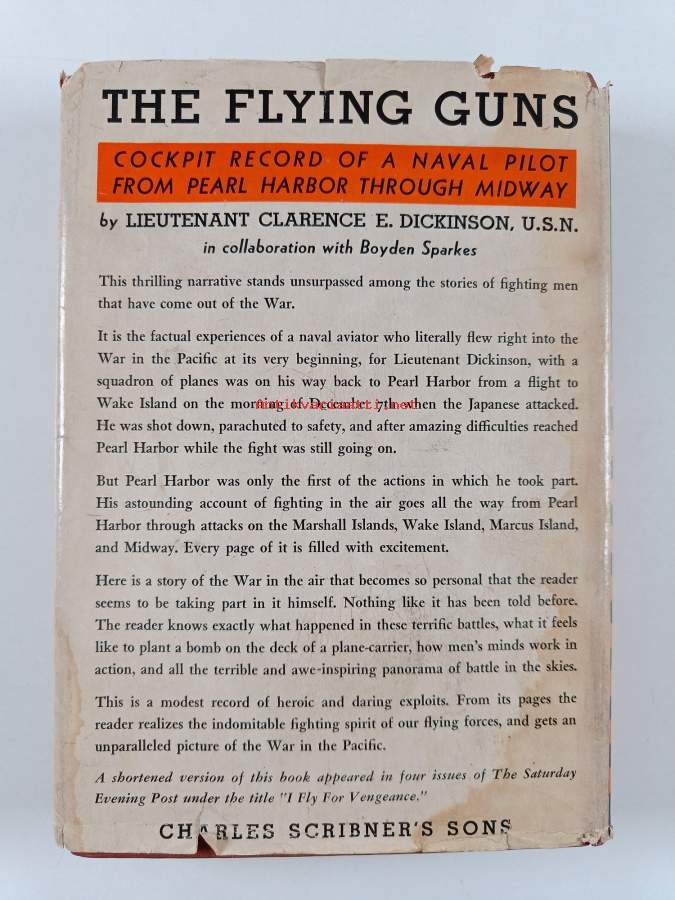 THE FLYING GUNS
COCKPIT RECORD OF A NAVAL PILOT
FROM PEARL HARBOR THROUGH MIDWAY
by LIEUTENANT CLARENCE E. DICKINSON, U.S.N.
in collaboration with Boyden Sparkes
This thrilling narrative stands unsurpassed among the stories of fighting men
that have come out of the War.
It is the factual experiences of a naval aviator who literally flew right into the
War in the Pacific at its very beginning, for Lieutenant Dickinson, with a
squadron of planes was on his way back to Pearl Harbor from a flight to
Wake Island on the morning of December 7th when the Japanese attacked.
antikvariaatti.net
He was shot down, parachuted to safety, and after amazing difficulties reached
Pearl Harbor while the fight was still going on.
But Pearl Harbor was only the first of the actions in which he took part.
His astounding account of fighting in the air goes all the way from Pearl
Harbor through attacks on the Marshall Islands, Wake Island, Marcus Island,
and Midway. Every page of it is filled with excitement.
Here is a story of the War in the air that becomes so personal that the reader
seems to be taking part in it himself. Nothing like it has been told before.
The reader knows exactly what happened in these terrific battles, what it feels
like to plant a bomb on the deck of a plane-carrier, how men's minds work in
action, and all the terrible and awe-inspiring panorama of battle in the skies.
This is a modest record of heroic and daring exploits. From its pages the
reader realizes the indomitable fighting spirit of our flying forces, and gets an
unparalleled picture of the War in the Pacific.
A shortened version of this book appeared in four issues of The Saturday
Evening Post under the title "I Fly For Vengeance."
CHARLES SCRIBNER'S SONS